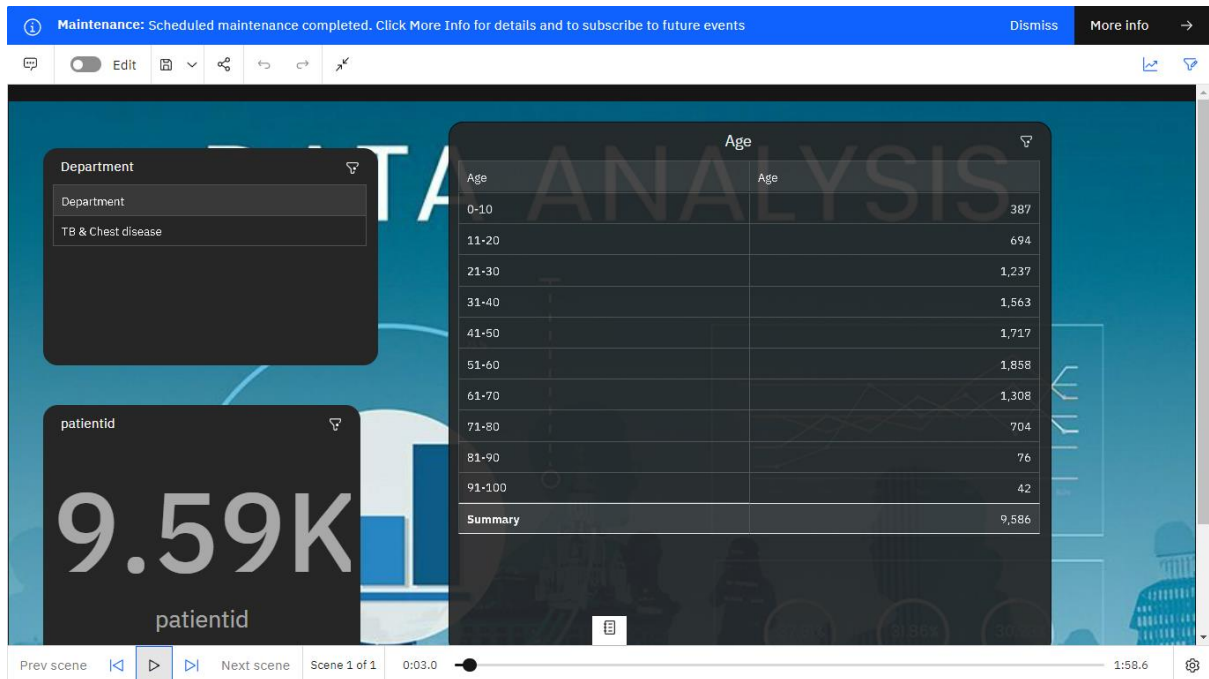 Maintenance: Scheduled maintenance completed. Click More Info for details and to subscribe to future events Dismiss More info
Edit
DATA ANALYSIS
Department
Department
TB & Chest disease
patientid
9.59K
patientid
Age
Age Age
0-10 387
11-20 694
21-30 1,237
31-40 1,563
41-50 1,717
51-60 1,858
61-70 1,308
71-80 704
81-90 76
91-100 42
Summary 9,586
Prev scene Next scene Scene 1 of 1 0:03.0 1:58.6